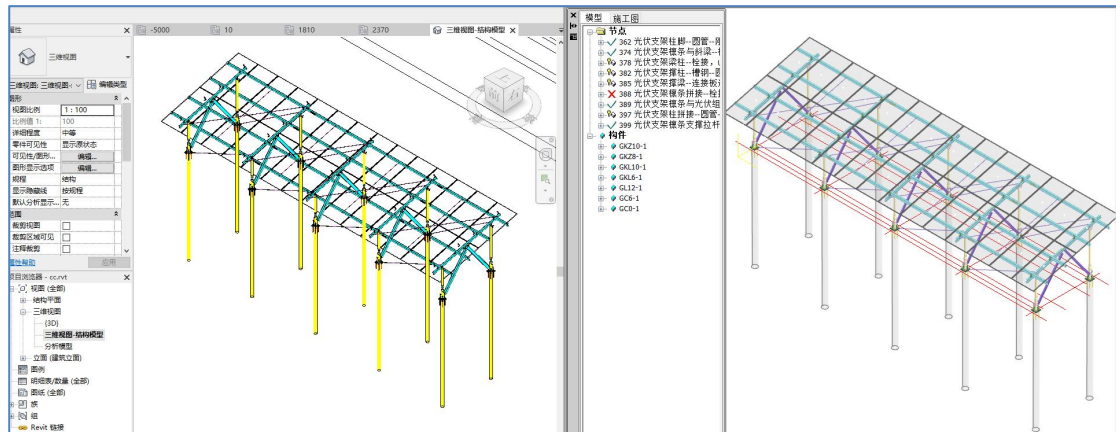 属性
-5000
10
1810
2370
三维视图-结构模型
三维视图
三维视图: 三维视图:
编辑类型
图形
视图比例
1 : 100
比例值 1:
100
详细程度
中等
零件可见性
显示原状态
可见性/图形...
编辑...
图形显示选项
编辑...
规程
结构
显示隐藏线
按规程
默认分析显示...
无
范围
裁剪视图
裁剪区域可见
注释裁剪
属性帮助
应用
项目浏览器 - cc.rvt
视图 (全部)
结构平面
三维视图
{3D}
三维视图-结构模型
分析模型
立面 (建筑立面)
图例
明细表/数量 (全部)
图纸 (全部)
族
组
Revit 链接
模型
施工图
节点
362 光伏支架柱脚--圆管--
374 光伏支架檩条与斜梁--
378 光伏支架梁柱--栓接，
382 光伏支架撑柱--槽钢--
385 光伏支架撑梁--连接板
388 光伏支架檩条拼接--栓
389 光伏支架檩条与光伏组
397 光伏支架柱拼接--圆管-
399 光伏支架檩条支撑拉杆
构件
GKZ10-1
GKZ8-1
GKL10-1
GKL6-1
GL12-1
GC6-1
GC0-1